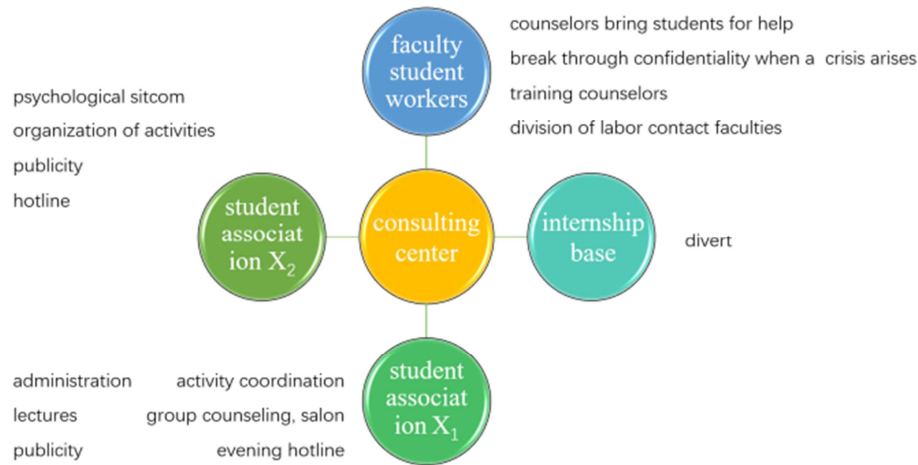 faculty
student
workers
counselors bring students for help
break through confidentiality when a crisis arises
training counselors
division of labor contact faculties
psychological sitcom
organization of activities
publicity
hotline
student
associat
ion X₂
consulting
center
internship
base
divert
administration
lectures
publicity
activity coordination
group counseling, salon
evening hotline
student
associat
ion X₁